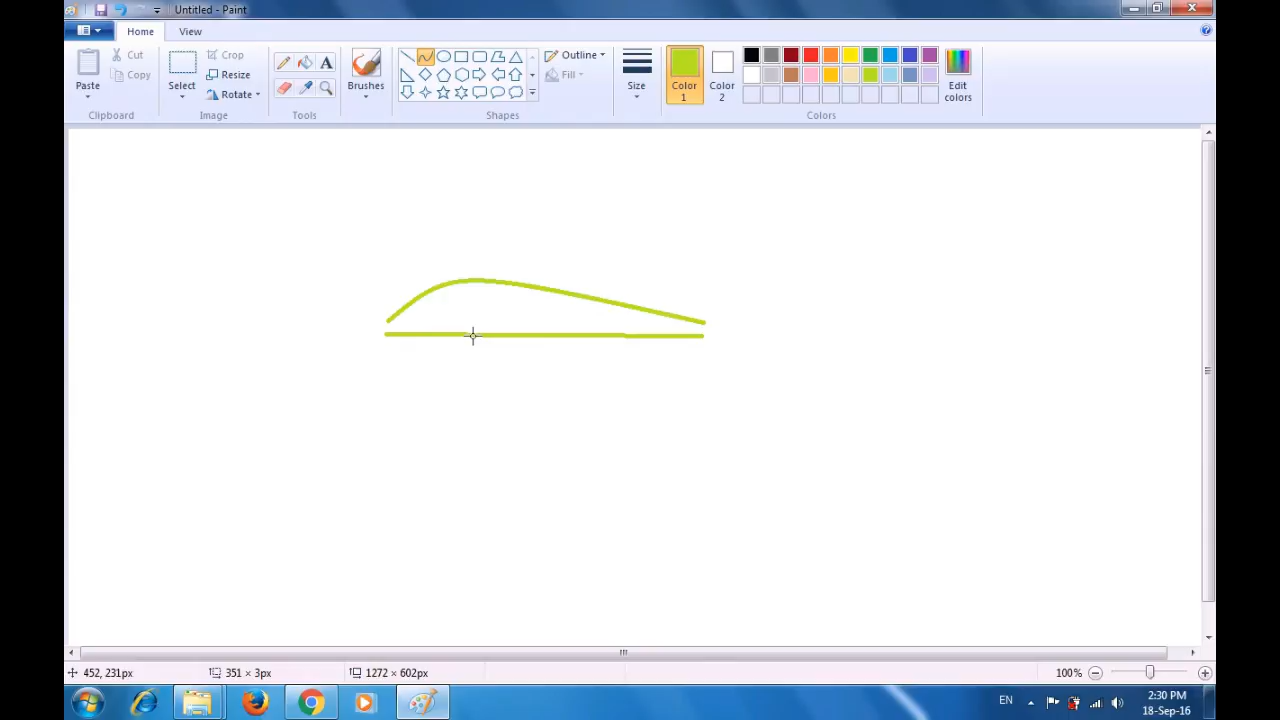 Untitled - Paint
Home View
Paste
Cut
Copy
Clipboard
Select
Crop
Resize
Rotate
Image
A
Tools
Brushes
Outline
Fill
Shapes
Size
Color
1
Color
2
Edit
colors
Colors
452, 231px
351 × 3px
1272 × 602px
100%
EN
2:30 PM
18-Sep-16